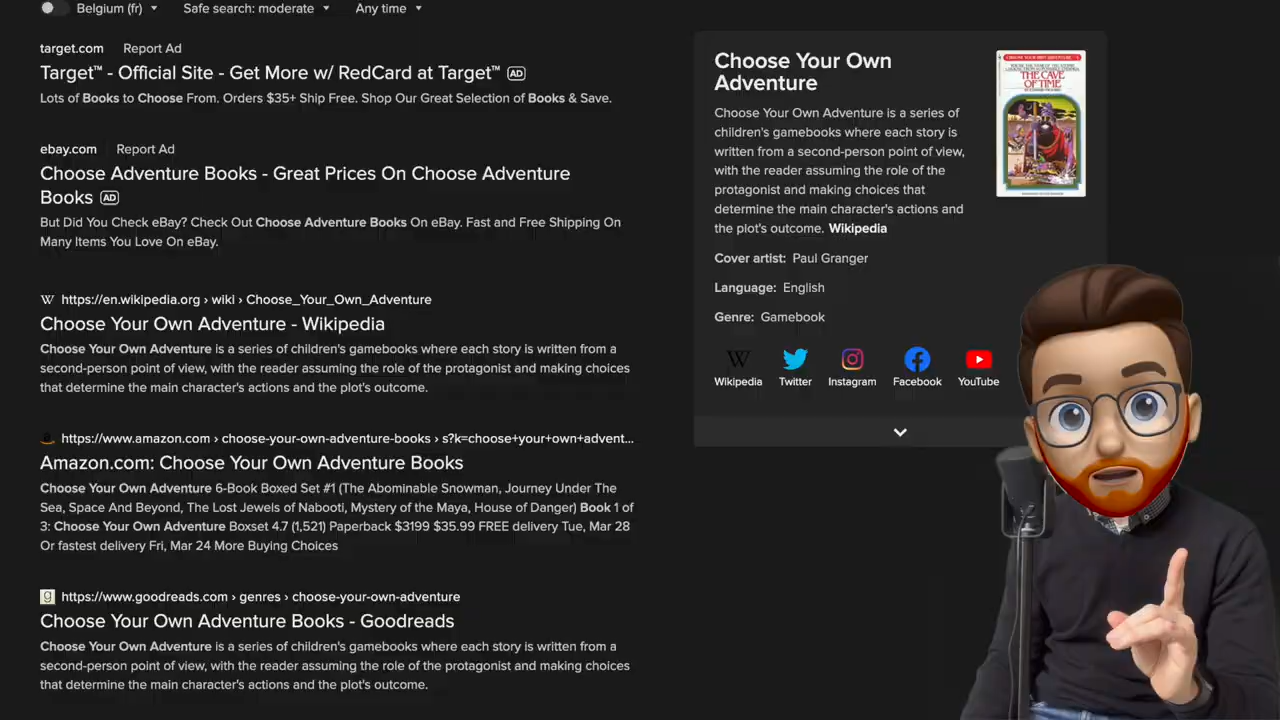 Belgium (fr) Safe search: moderate Any time
target.com Report Ad
Target™ - Official Site - Get More w/ RedCard at Target™ AD
Lots of Books to Choose From. Orders $35+ Ship Free. Shop Our Great Selection of Books & Save.
ebay.com Report Ad
Choose Adventure Books - Great Prices On Choose Adventure
Books AD
But Did You Check eBay? Check Out Choose Adventure Books On eBay. Fast and Free Shipping On
Many Items You Love On eBay.
W https://en.wikipedia.org › wiki › Choose_Your_Own_Adventure
Choose Your Own Adventure - Wikipedia
Choose Your Own Adventure is a series of children's gamebooks where each story is written from a
second-person point of view, with the reader assuming the role of the protagonist and making choices
that determine the main character's actions and the plot's outcome.
https://www.amazon.com › choose-your-own-adventure-books › s?k=choose+your+own+advent...
Amazon.com: Choose Your Own Adventure Books
Choose Your Own Adventure 6-Book Boxed Set #1 (The Abominable Snowman, Journey Under The
Sea, Space And Beyond, The Lost Jewels of Nabooti, Mystery of the Maya, House of Danger) Book 1 of
3: Choose Your Own Adventure Boxset 4.7 (1,521) Paperback $3199 $35.99 FREE delivery Tue, Mar 28
Or fastest delivery Fri, Mar 24 More Buying Choices
g https://www.goodreads.com › genres › choose-your-own-adventure
Choose Your Own Adventure Books - Goodreads
Choose Your Own Adventure is a series of children's gamebooks where each story is written from a
second-person point of view, with the reader assuming the role of the protagonist and making choices
that determine the main character's actions and the plot's outcome.
Choose Your Own
Adventure
Choose Your Own Adventure is a series of
children's gamebooks where each story is
written from a second-person point of view,
with the reader assuming the role of the
protagonist and making choices that
determine the main character's actions and
the plot's outcome. Wikipedia
Cover artist: Paul Granger
Language: English
Genre: Gamebook
W
Wikipedia Twitter Instagram Facebook YouTube
THE CAVE
OF TIME